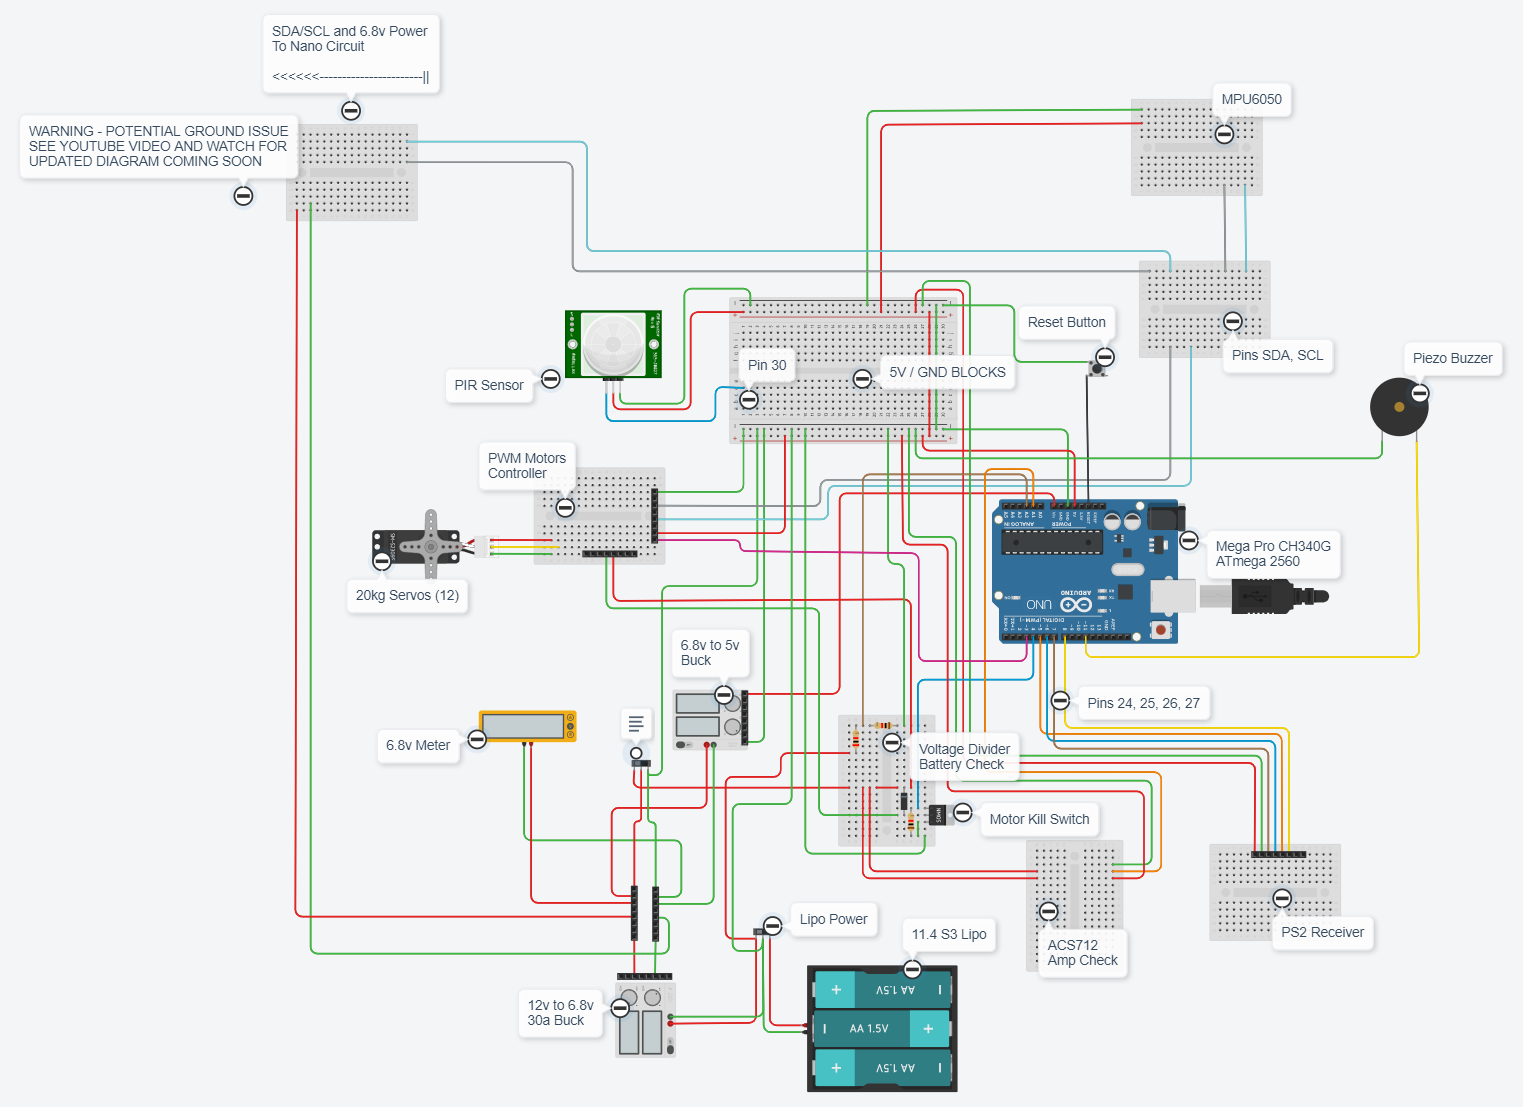 SDA/SCL and 6.8v Power
To Nano Circuit
<<<<<<-----------------------||
WARNING - POTENTIAL GROUND ISSUE
SEE YOUTUBE VIDEO AND WATCH FOR
UPDATED DIAGRAM COMING SOON
MPU6050
Reset Button
Pins SDA, SCL
Piezo Buzzer
PIR Sensor
Pin 30
5V / GND BLOCKS
PWM Motors
Controller
20kg Servos (12)
Mega Pro CH340G
ATmega 2560
ANALOG IN
POWER
ARDUINO
UNO
DIGITAL (PWM~)
6.8v to 5v
Buck
Pins 24, 25, 26, 27
6.8v Meter
Voltage Divider
Battery Check
Motor Kill Switch
Lipo Power
11.4 S3 Lipo
ACS712
Amp Check
PS2 Receiver
12v to 6.8v
30a Buck
AA 1.5V
AA 1.5V
AA 1.5V